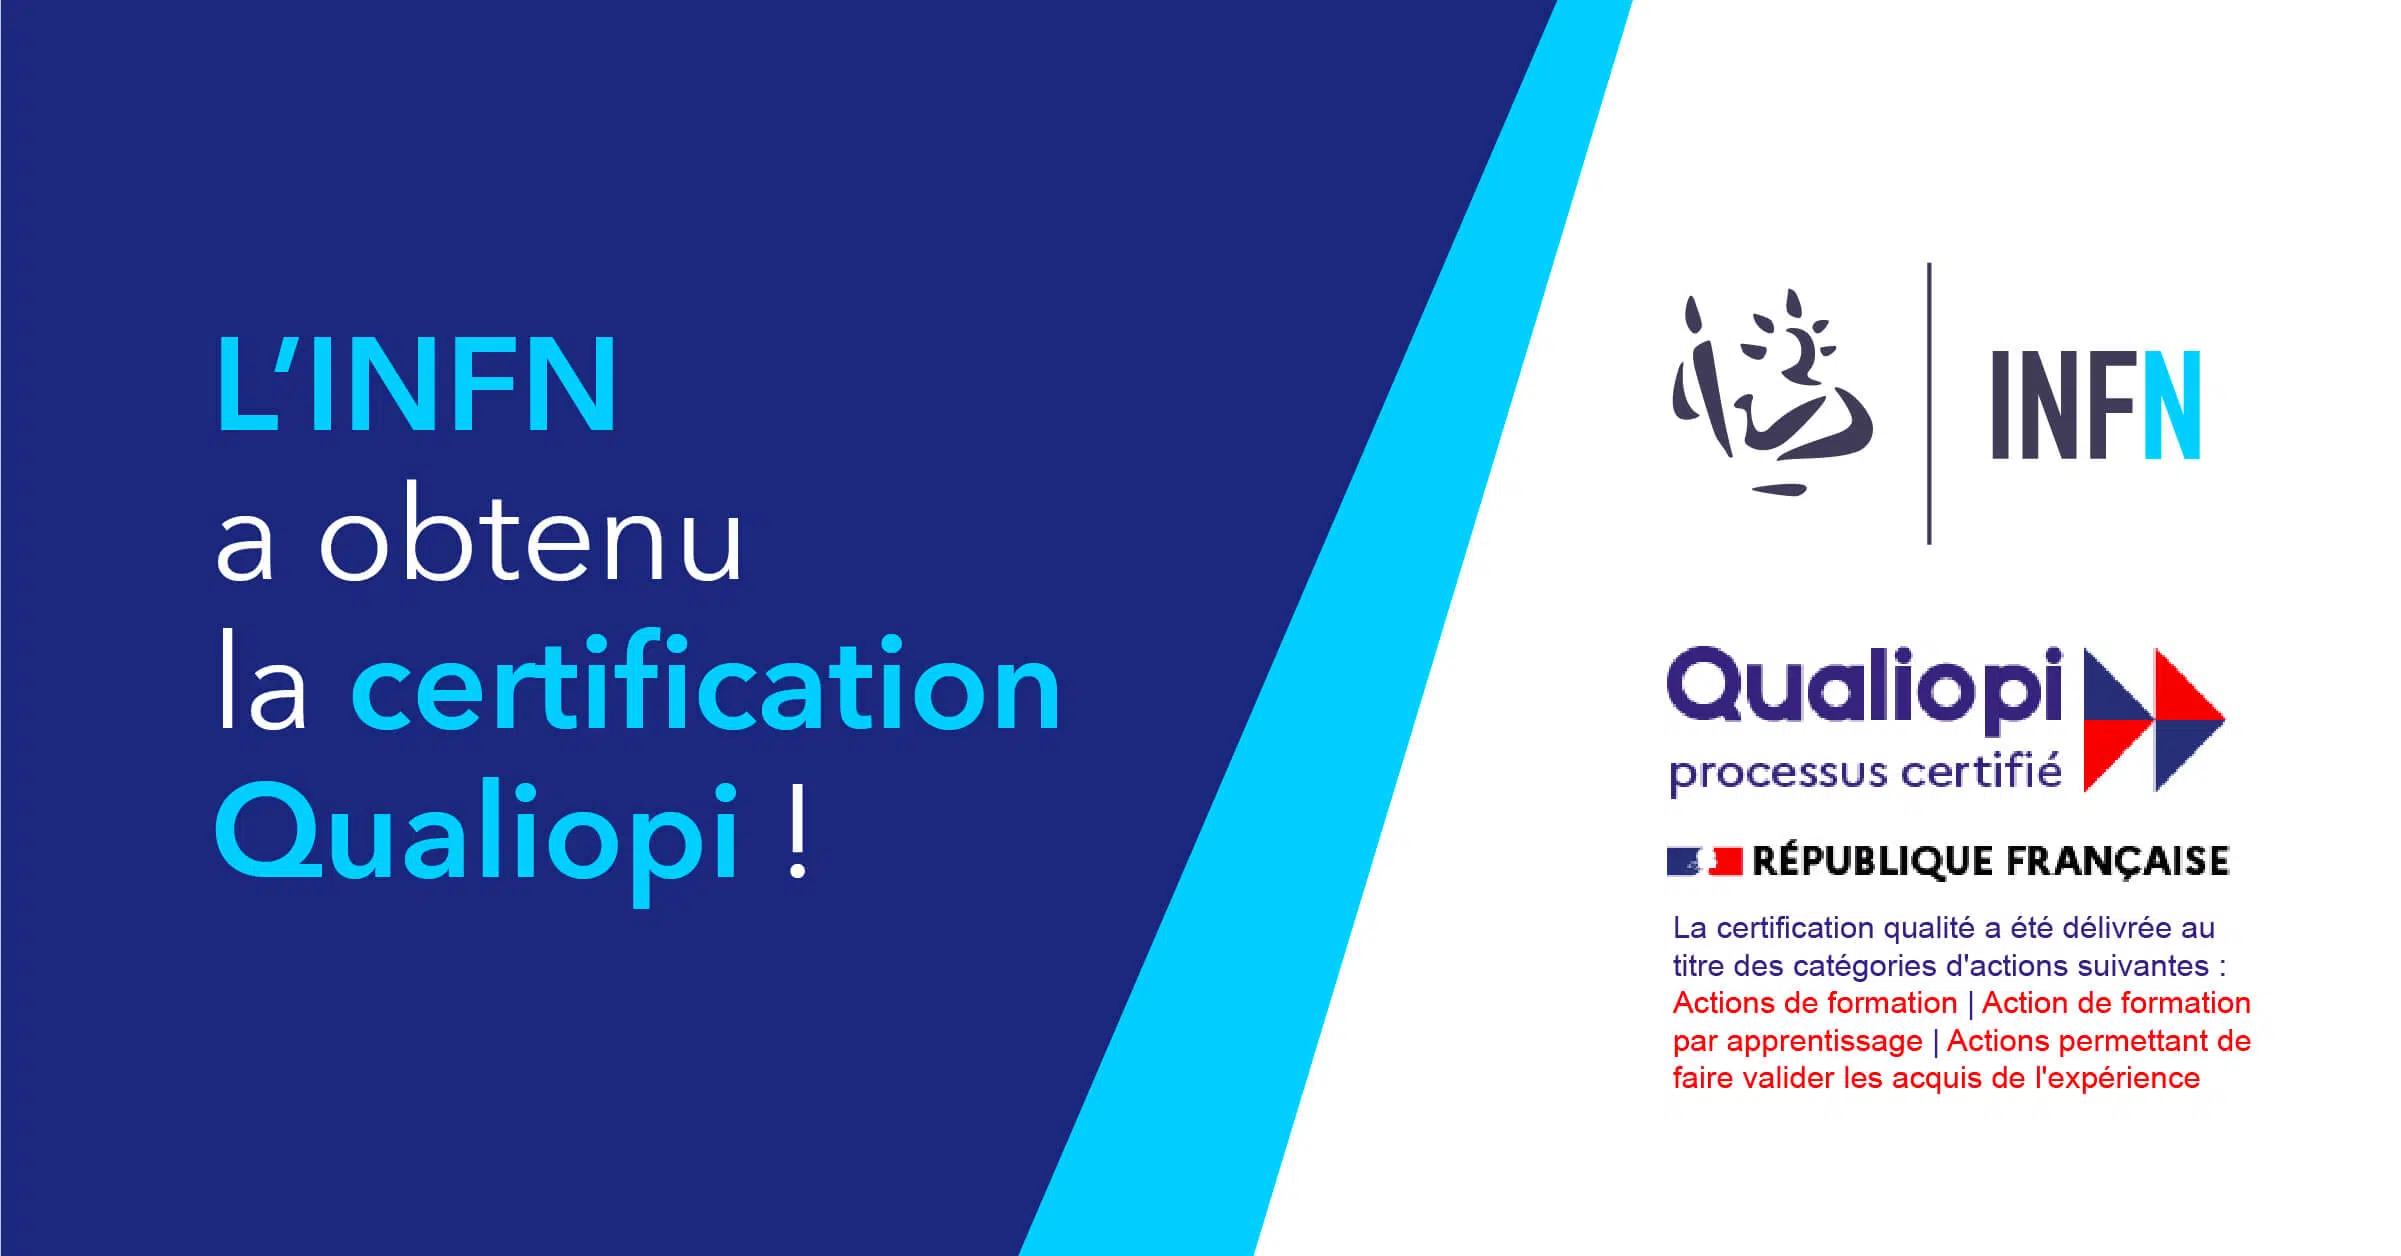 L’INFN
a obtenu
la certification
Qualiopi !
INFN
Qualiopi
processus certifié
RÉPUBLIQUE FRANÇAISE
La certification qualité a été délivrée au
titre des catégories d'actions suivantes :
Actions de formation | Action de formation
par apprentissage | Actions permettant de
faire valider les acquis de l'expérience